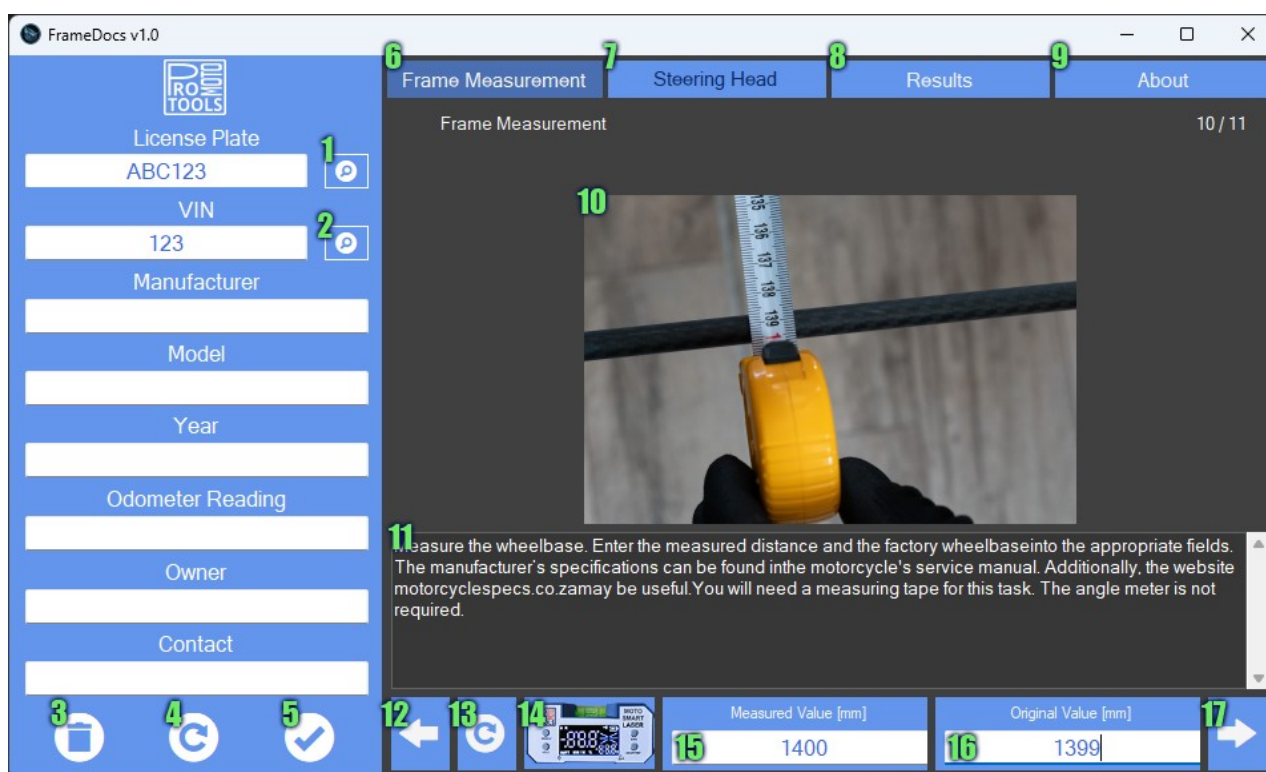 FrameDocs v1.0
PRO MOTO
TOOLS
License Plate
1
ABC123
VIN
2
123
Manufacturer
Model
Year
Odometer Reading
Owner
Contact
3
4
5
6
Frame Measurement
7
Steering Head
8
Results
9
About
Frame Measurement
10 / 11
10
135
136
137
138
139
1
11
Measure the wheelbase. Enter the measured distance and the factory wheelbaseinto the appropriate fields.
The manufacturer's specifications can be found inthe motorcycle's service manual. Additionally, the website
motorcyclespecs.co.zamay be useful.You will need a measuring tape for this task. The angle meter is not
required.
12
13
14
MOTO
SMART
LASER
Measured Value [mm]
15
1400
Original Value [mm]
16
1399
17